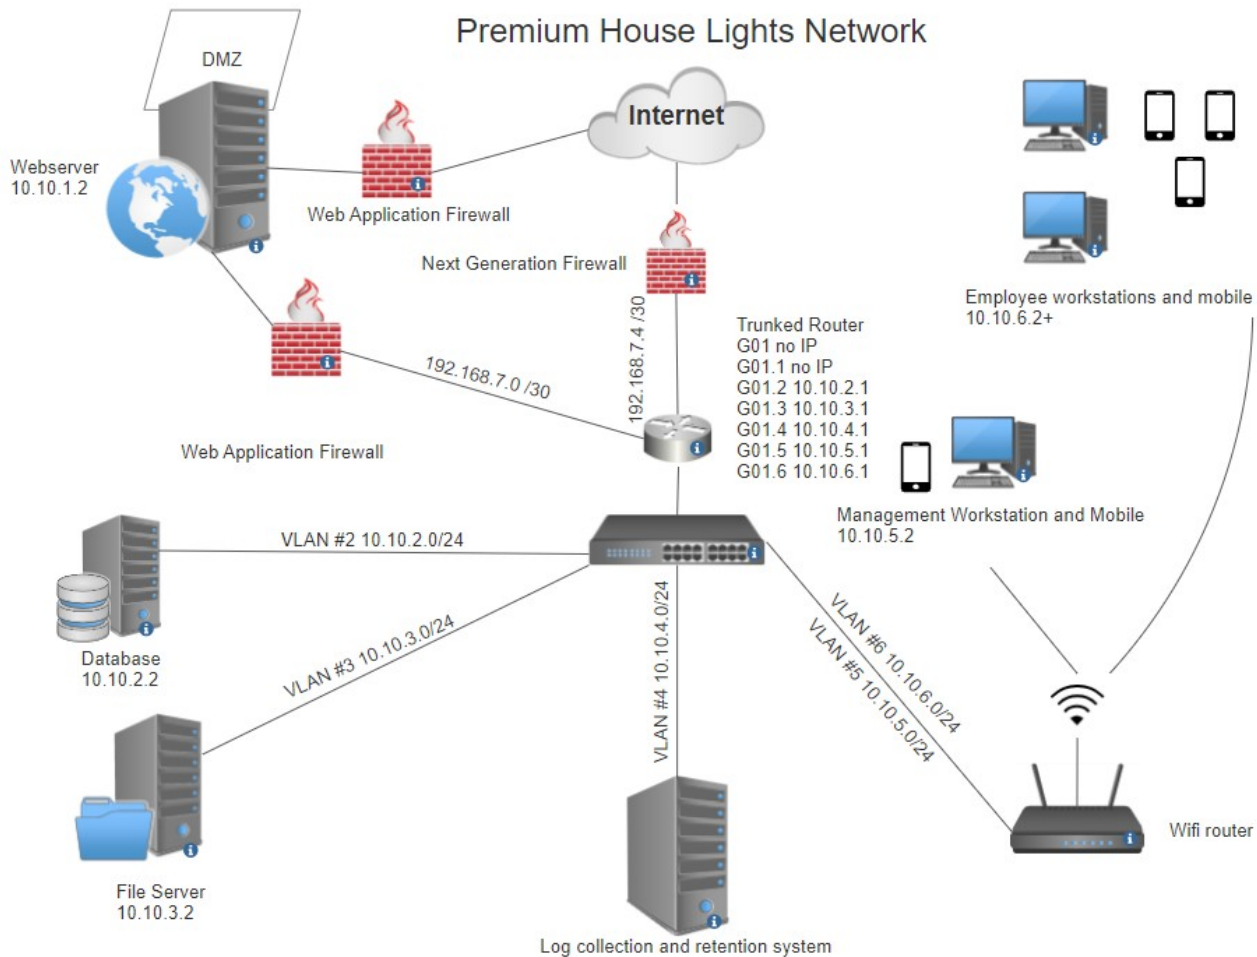 Premium House Lights Network
DMZ
Internet
Webserver
10.10.1.2
Web Application Firewall
Next Generation Firewall
Employee workstations and mobile
10.10.6.2+
192.168.7.4 /30
Trunked Router
G01 no IP
G01.1 no IP
G01.2 10.10.2.1
G01.3 10.10.3.1
G01.4 10.10.4.1
G01.5 10.10.5.1
G01.6 10.10.6.1
192.168.7.0 /30
Web Application Firewall
Management Workstation and Mobile
10.10.5.2
VLAN #2 10.10.2.0/24
Database
10.10.2.2
VLAN #3 10.10.3.0/24
VLAN #4 10.10.4.0/24
VLAN #6 10.10.6.0/24
VLAN #5 10.10.5.0/24
Wifi router
File Server
10.10.3.2
Log collection and retention system